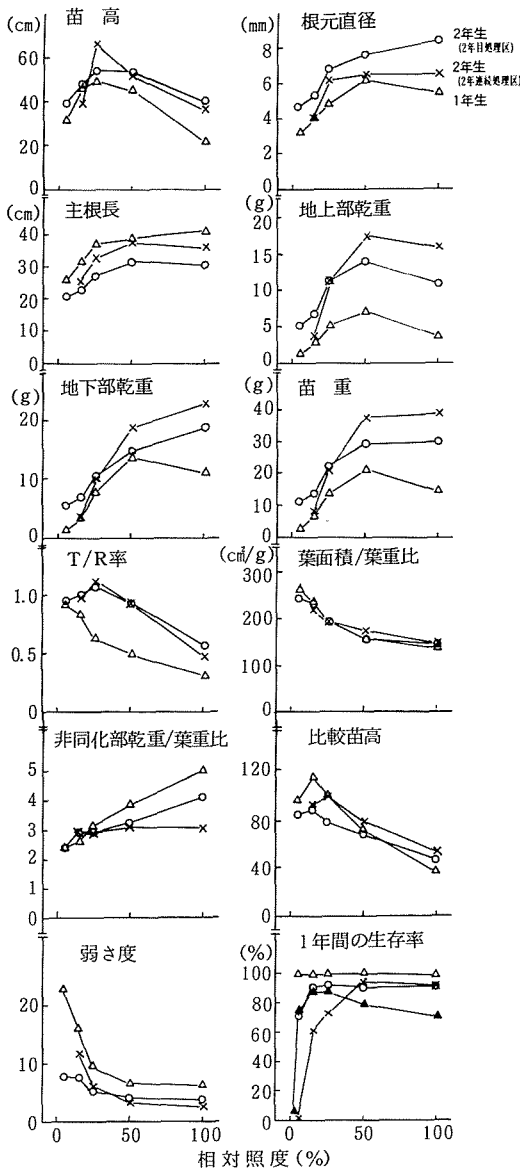 (cm) 苗高
60
40
20
0
(mm) 根元直径
8
6
4
2
0
2年生
(2年目処理区)
2年生
(2年連続処理区)
1年生
(cm) 主根長
40
30
20
10
0
(g) 地上部乾重
15
10
5
0
(g) 地下部乾重
20
10
0
(g) 苗重
40
30
20
10
0
T/R率
1.0
0.5
0
(cm²/g) 葉面積/葉重比
300
200
100
0
非同化部乾重/葉重比
5
4
3
2
1
0
比較苗高
120
80
40
0
弱さ度
20
10
0
0 50 100
(%) 1年間の生存率
100
80
60
40
20
0
0 50 100
相対照度(%)